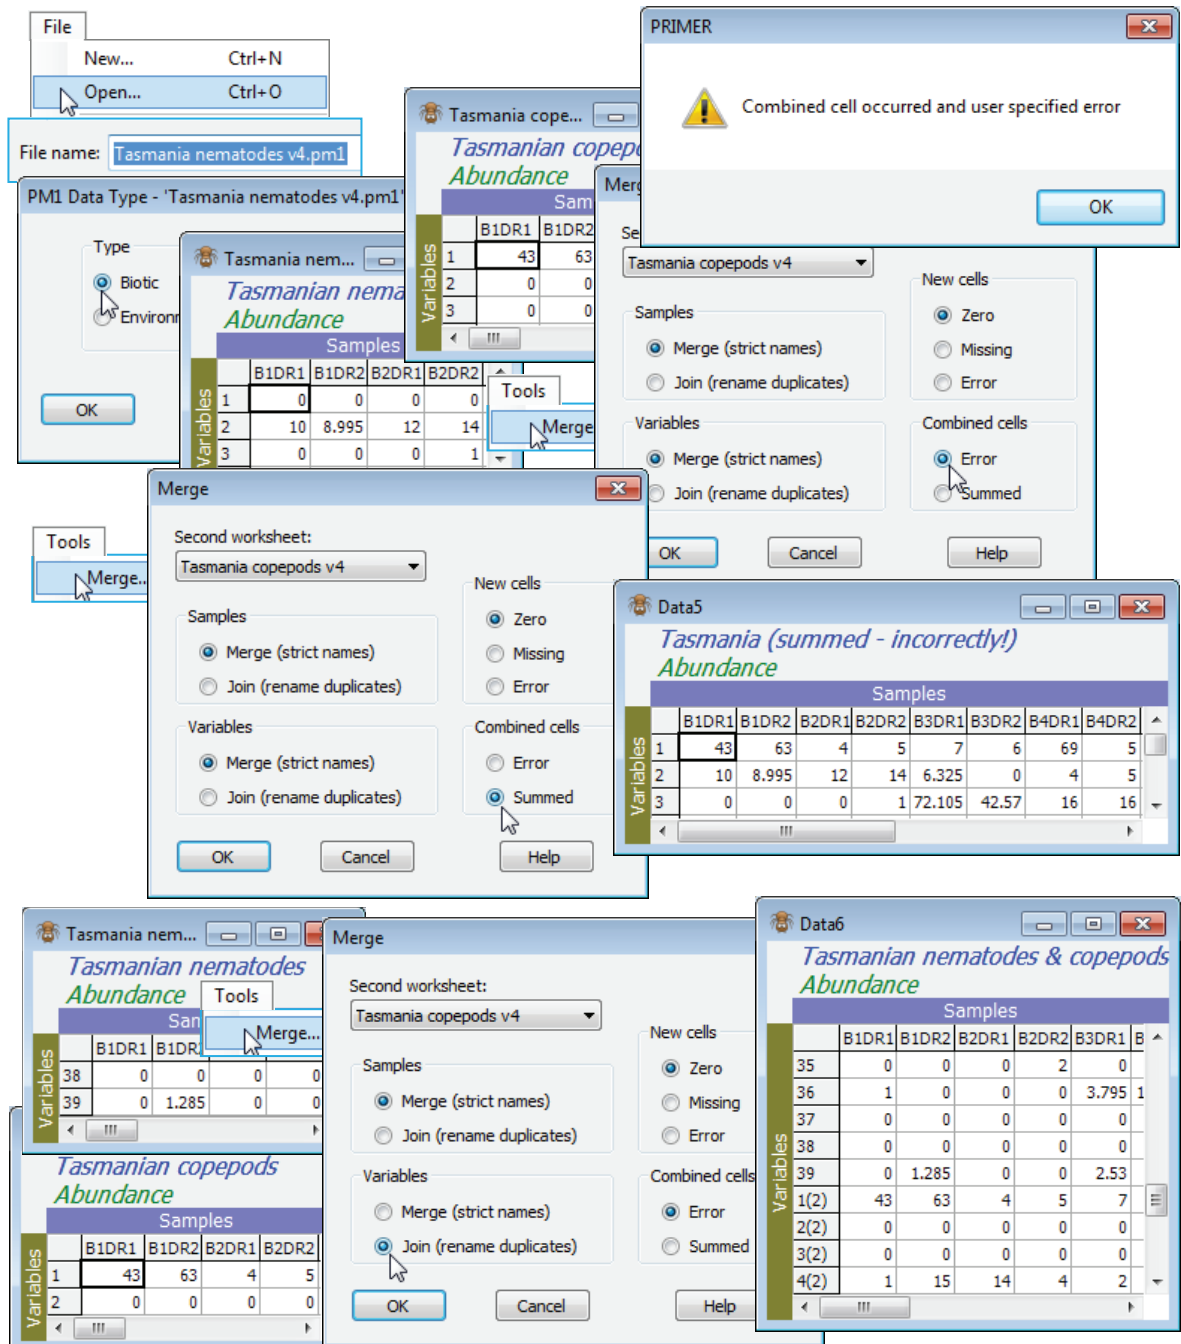 File
New... Ctrl+N
Open... Ctrl+O
File name: Tasmania nematodes v4.pm1
PM1 Data Type - 'Tasmania nematodes v4.pm1'
Type
Biotic
Environm
OK
Tasmania nem...
Tasmanian nema
Abundance
Samples
Variables
B1DR1 B1DR2 B2DR1 B2DR2
1 0 0 0 0
2 10 8.995 12 14
3 0 0 0 1
Tasmania cope...
Tasmanian copep
Abundance
Sam
Variables
B1DR1 B1DR2
1 43 63
2 0 0
3 0 0
Tools
Merge
PRIMER
Combined cell occurred and user specified error
OK
Merg
Se
Tasmania copepods v4
Samples
Merge (strict names)
Join (rename duplicates)
Variables
Merge (strict names)
Join (rename duplicates)
New cells
Zero
Missing
Error
Combined cells
Error
Summed
OK Cancel Help
Tools
Merge..
Merge
Second worksheet:
Tasmania copepods v4
Samples
Merge (strict names)
Join (rename duplicates)
Variables
Merge (strict names)
Join (rename duplicates)
New cells
Zero
Missing
Error
Combined cells
Error
Summed
OK Cancel Help
Data5
Tasmania (summed - incorrectly!)
Abundance
Samples
Variables
B1DR1 B1DR2 B2DR1 B2DR2 B3DR1 B3DR2 B4DR1 B4DR2
1 43 63 4 5 7 6 69 5
2 10 8.995 12 14 6.325 0 4 5
3 0 0 0 1 72.105 42.57 16 16
Tasmania nem...
Tasmanian nematodes
Abundance
Sam
Variables
B1DR1 B1DR
38 0 0 0 0
39 0 1.285 0 0
Tools
Merge...
Tasmanian copepods
Abundance
Samples
Variables
B1DR1 B1DR2 B2DR1 B2DR2
1 43 63 4 5
2 0 0 0 0
Merge
Second worksheet:
Tasmania copepods v4
Samples
Merge (strict names)
Join (rename duplicates)
Variables
Merge (strict names)
Join (rename duplicates)
New cells
Zero
Missing
Error
Combined cells
Error
Summed
OK Cancel Help
Data6
Tasmanian nematodes & copepods
Abundance
Samples
Variables
B1DR1 B1DR2 B2DR1 B2DR2 B3DR1 B
35 0 0 0 2 0
36 1 0 0 0 3.795 1
37 0 0 0 0 0
38 0 0 0 0 0
39 0 1.285 0 0 2.53
1(2) 43 63 4 5 7
2(2) 0 0 0 0 0
3(2) 0 0 0 0 0
4(2) 1 15 14 4 2